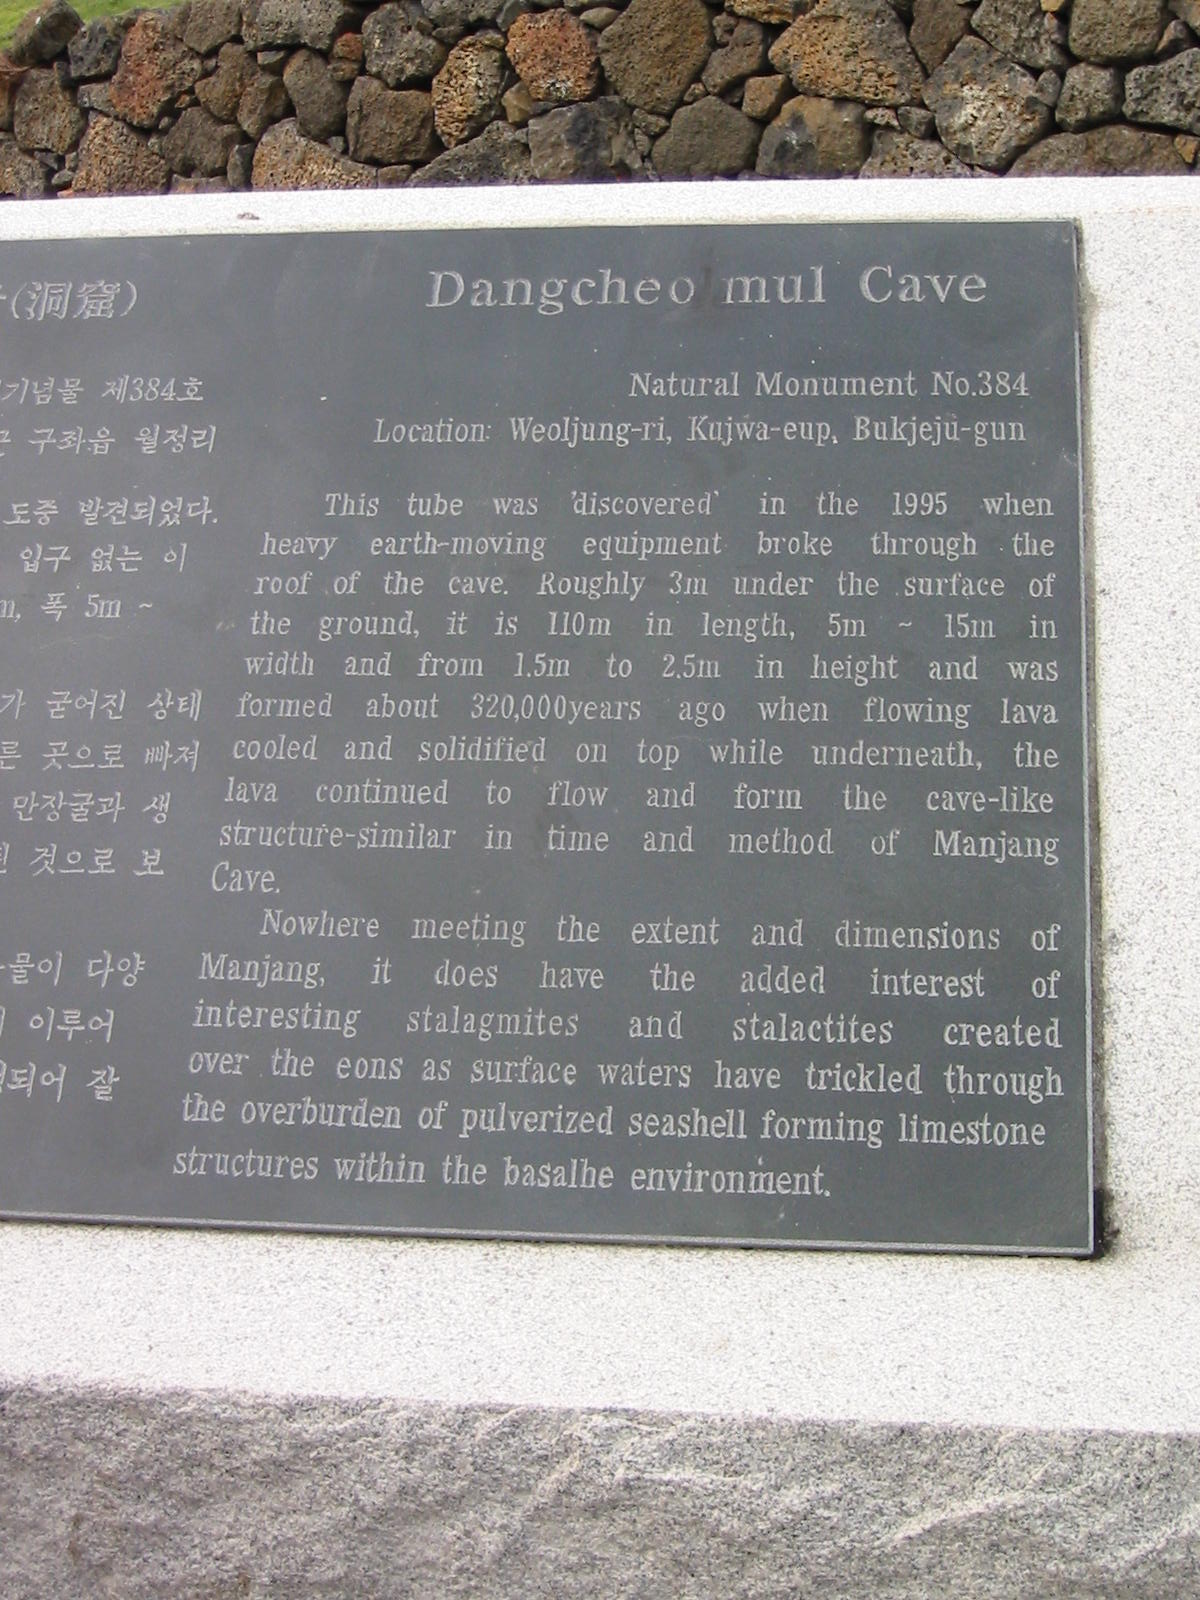 (洞窟)
기념물 제384호
구좌읍 월정리
도중 발견되었다.
입구 없는 이
m, 폭 5m ~
가 굳어진 상태
른 곳으로 빠져
만장굴과 생
된 것으로 보
물이 다양
이루어
되어 잘
Dangcheo mul Cave
Natural Monument No.384
Location: Weoljung-ri, Kujwa-eup, Bukjeju-gun
This tube was 'discovered' in the 1995 when
heavy earth-moving equipment broke through the
roof of the cave. Roughly 3m under the surface of
the ground, it is 110m in length, 5m ~ 15m in
width and from 1.5m to 2.5m in height and was
formed about 320,000years ago when flowing lava
cooled and solidified on top while underneath, the
lava continued to flow and form the cave-like
structure-similar in time and method of Manjang
Cave.
Nowhere meeting the extent and dimensions of
Manjang, it does have the added interest of
interesting stalagmites and stalactites created
over the eons as surface waters have trickled through
the overburden of pulverized seashell forming limestone
structures within the basalhe environment.